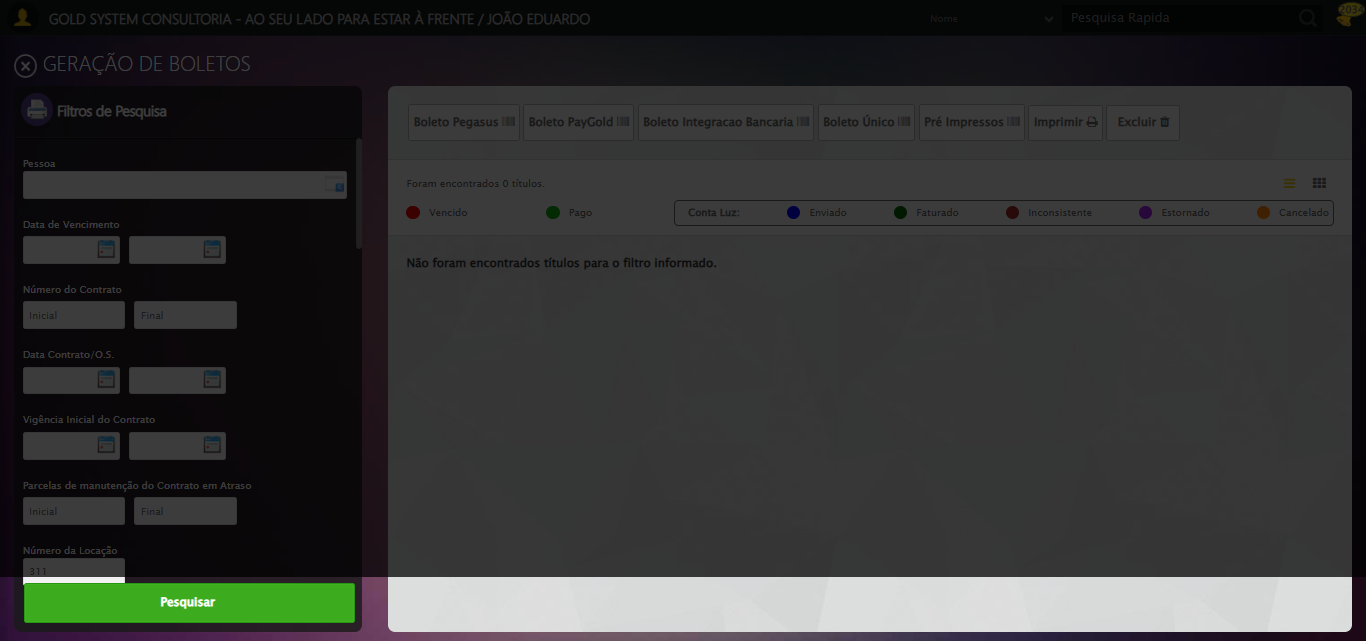 GOLD SYSTEM CONSULTORIA - AO SEU LADO PARA ESTAR À FRENTE / JOÃO EDUARDO
Nome
Pesquisa Rapida
GERAÇÃO DE BOLETOS
Filtros de Pesquisa
Pessoa
Data de Vencimento
Número do Contrato
Inicial Final
Data Contrato/O.S.
Vigência Inicial do Contrato
Parcelas de manutenção do Contrato em Atraso
Inicial Final
Número da Locação
311
Pesquisar
Boleto Pegasus Boleto PayGold Boleto Integracao Bancaria Boleto Único Pré Impressos Imprimir Excluir
Foram encontrados 0 títulos.
Vencido Pago Conta Luz: Enviado Faturado Inconsistente Estornado Cancelado
Não foram encontrados títulos para o filtro informado.